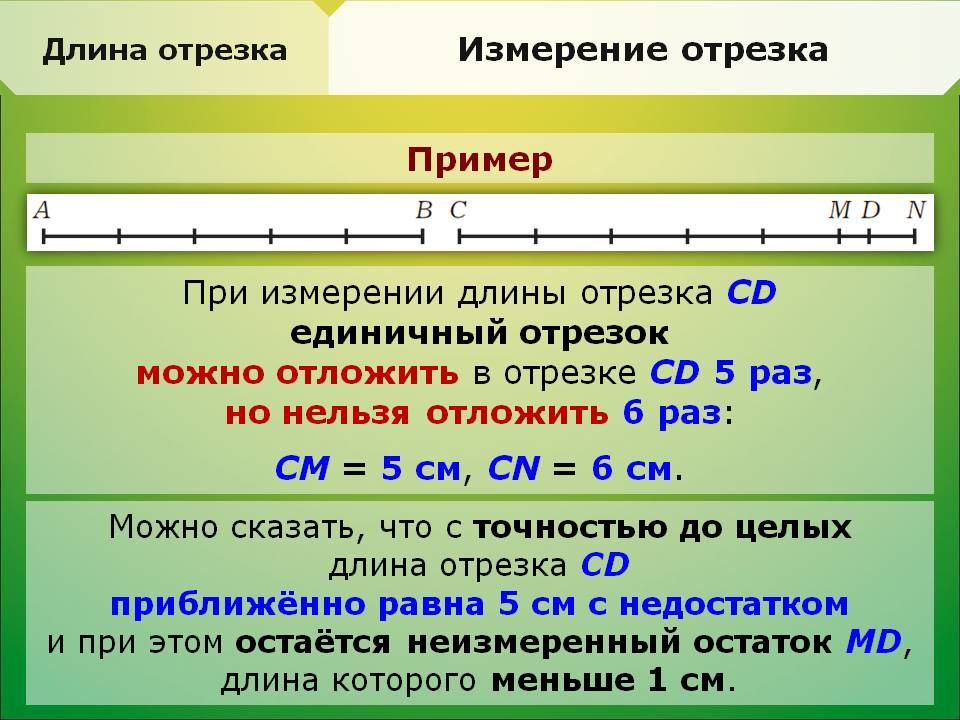 Длина отрезка
Измерение отрезка
Пример
A B C M D N
При измерении длины отрезка CD
единичный отрезок
можно отложить в отрезке CD 5 раз,
но нельзя отложить 6 раз:
CM = 5 см, CN = 6 см.
Можно сказать, что с точностью до целых
длина отрезка CD
приближённо равна 5 см с недостатком
и при этом остаётся неизмеренный остаток MD,
длина которого меньше 1 см.